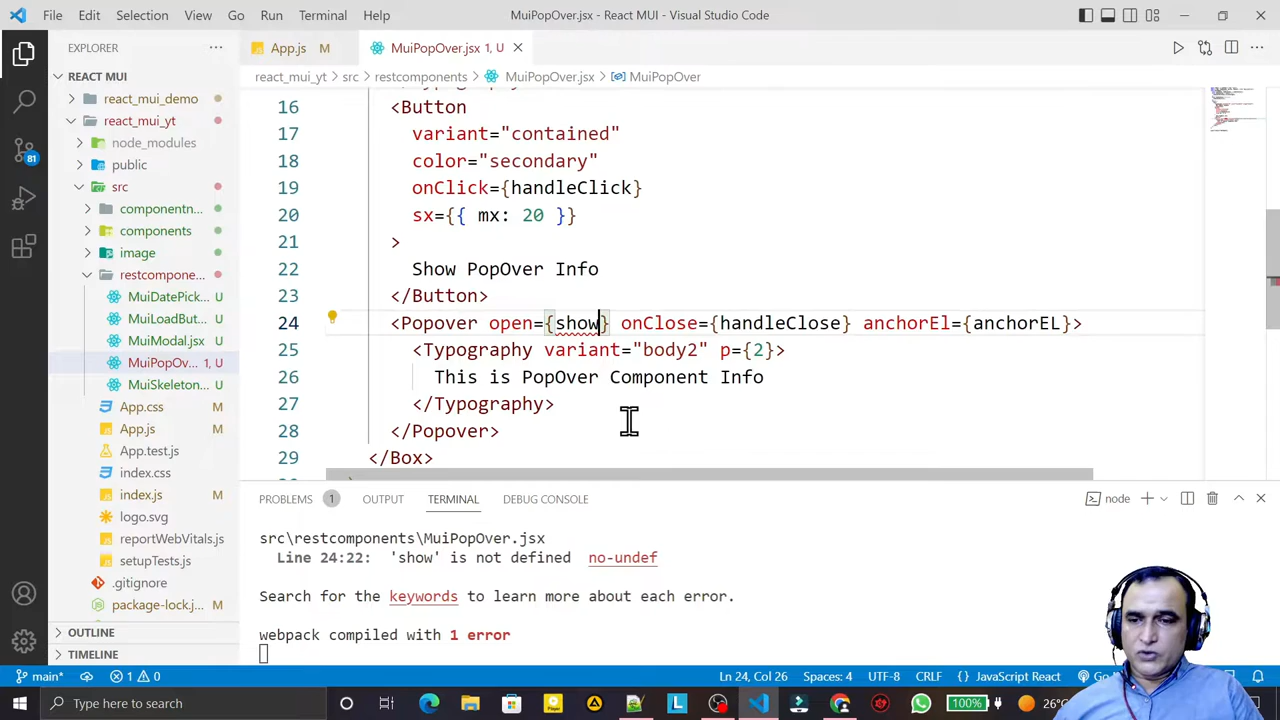 File Edit Selection View Go Run Terminal Help MuiPopOver.jsx - React MUI - Visual Studio Code
EXPLORER
App.js M MuiPopOver.jsx 1, U
REACT MUI
react_mui_yt > src > restcomponents > MuiPopOver.jsx > MuiPopOver
react_mui_demo
react_mui_yt
node_modules
public
src
componentn...
components
image
restcompone...
MuiDatePick... U
MuiLoadBut... U
MuiModal.jsx U
MuiPopOv... 1, U
MuiSkeleton... U
App.css M
App.js M
App.test.js
index.css
index.js M
logo.svg
reportWebVitals.js
setupTests.js
.gitignore
package-lock.j... M
OUTLINE
TIMELINE
81
16 <Button
17 variant="contained"
18 color="secondary"
19 onClick={handleClick}
20 sx={{ mx: 20 }}
21 >
22 Show PopOver Info
23 </Button>
24 <Popover open={show} onClose={handleClose} anchorEl={anchorEL}>
25 <Typography variant="body2" p={2}>
26 This is PopOver Component Info
27 </Typography>
28 </Popover>
29 </Box>
PROBLEMS 1 OUTPUT TERMINAL DEBUG CONSOLE node
src\restcomponents\MuiPopOver.jsx
Line 24:22: 'show' is not defined no-undef
Search for the keywords to learn more about each error.
webpack compiled with 1 error
main* 1 0 Ln 24, Col 26 Spaces: 4 UTF-8 CRLF JavaScript React Go
Type here to search 100% 26°